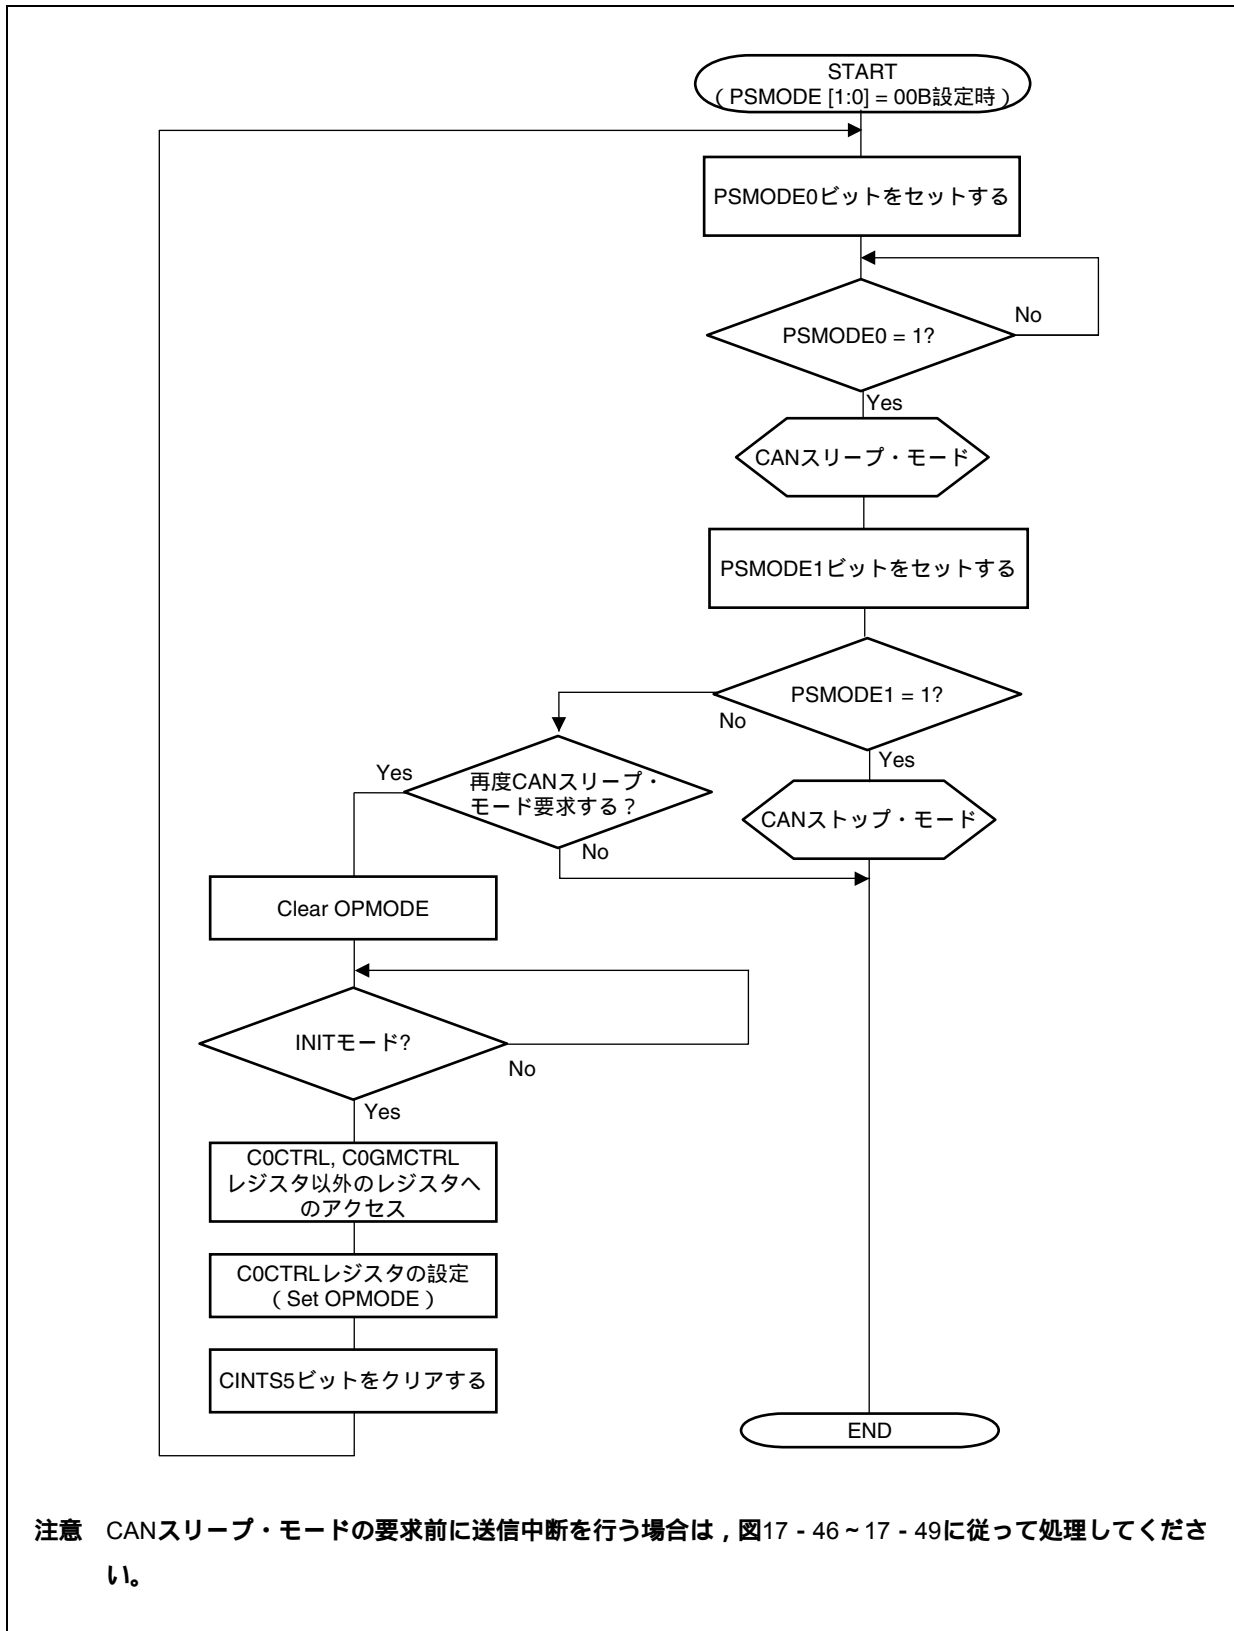 START
( PSMODE [1:0] = 00B設定時 )
PSMODE0ビットをセットする
PSMODE0 = 1?
No
Yes
CANスリープ・モード
PSMODE1ビットをセットする
PSMODE1 = 1?
No
Yes
再度CANスリープ・
モード要求する？
Yes
No
CANストップ・モード
Clear OPMODE
INITモード?
No
Yes
C0CTRL, C0GMCTRL
レジスタ以外のレジスタへ
のアクセス
C0CTRLレジスタの設定
( Set OPMODE )
CINTS5ビットをクリアする
END
注意 CANスリープ・モードの要求前に送信中断を行う場合は，図17 - 46～17 - 49に従って処理してくださ
い。